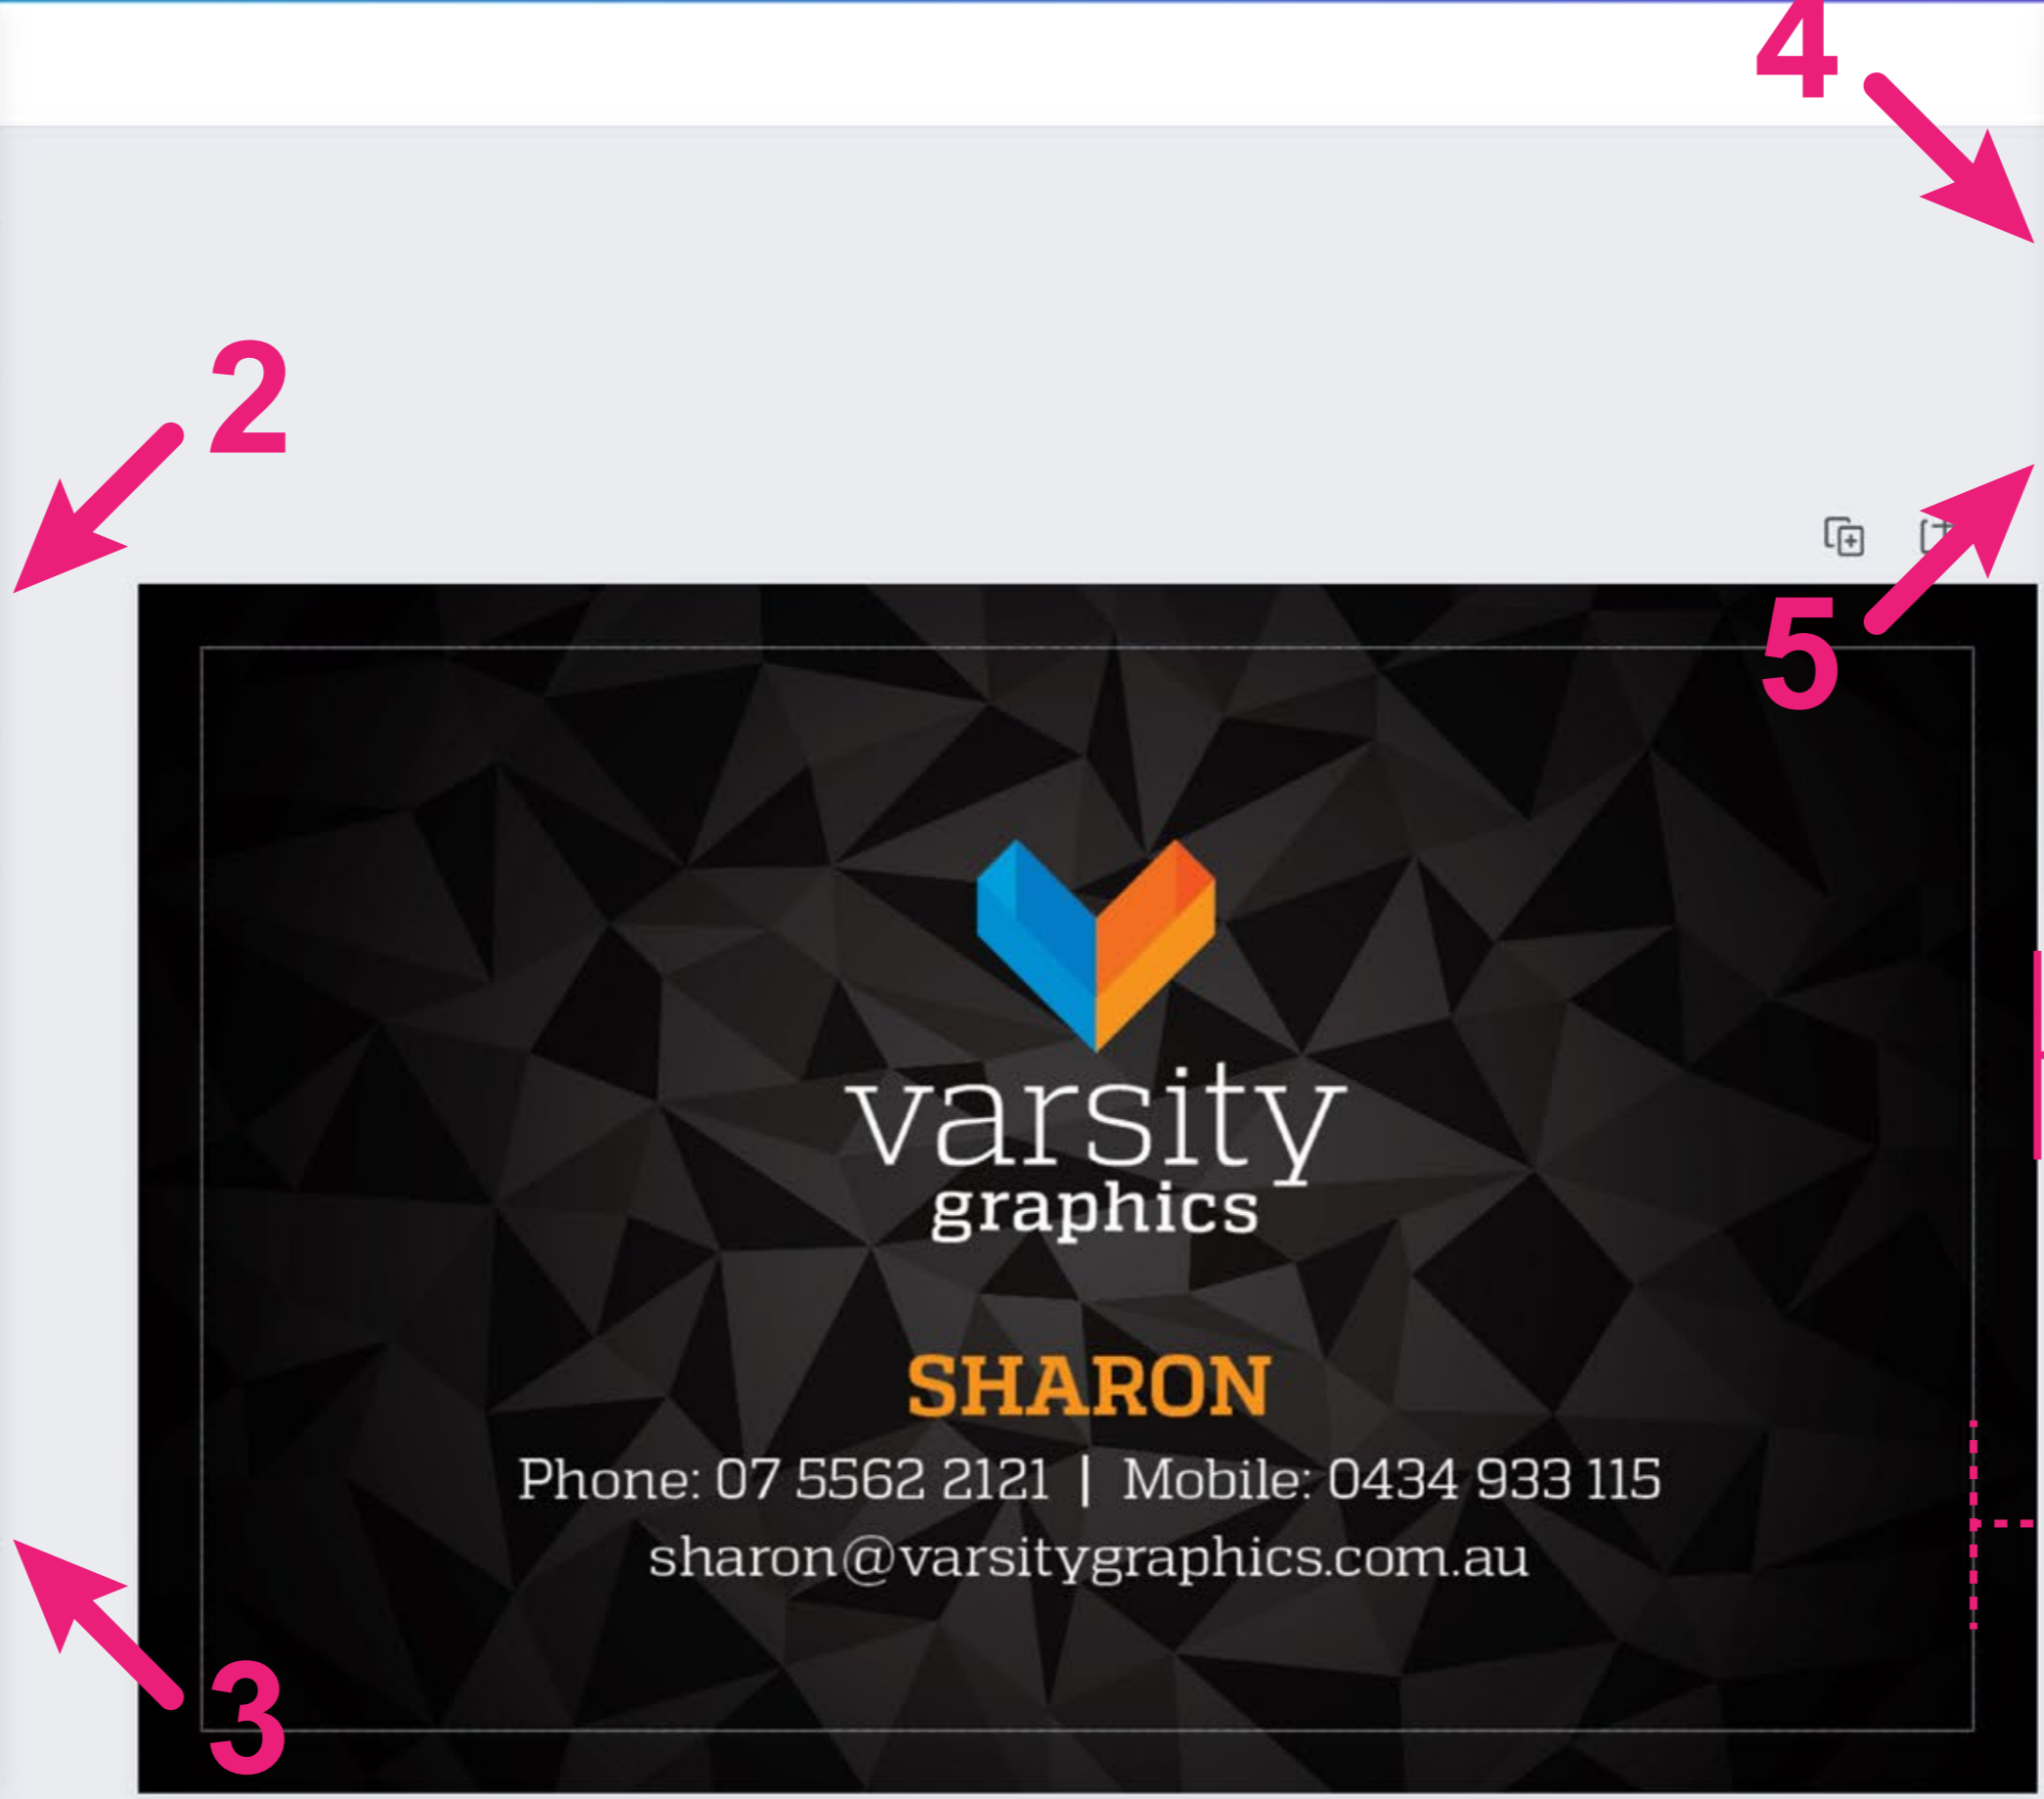 4
2
5
varsity
graphics
SHARON
Phone: 07 5562 2121 | Mobile: 0434 933 115
sharon@varsitygraphics.com.au
3